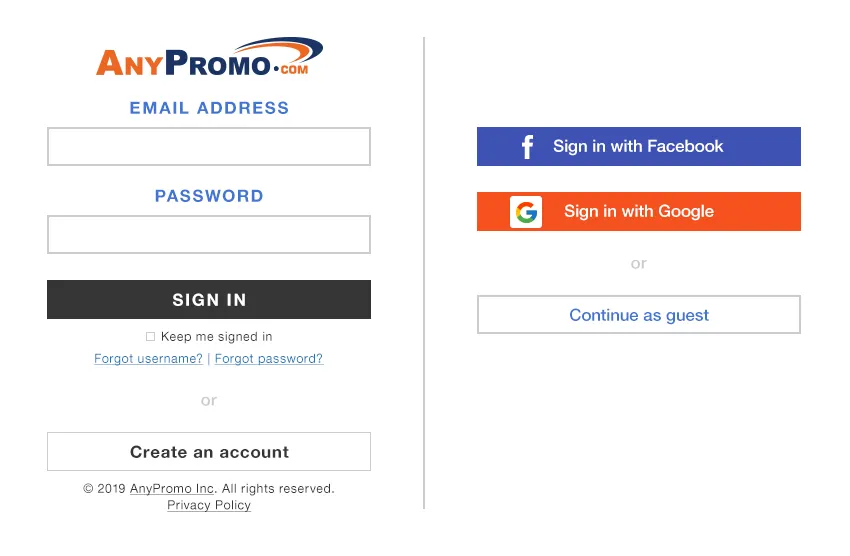 ANYPROMO.COM
EMAIL ADDRESS
PASSWORD
SIGN IN
Keep me signed in
Forgot username? | Forgot password?
or
Create an account
© 2019 AnyPromo Inc. All rights reserved.
Privacy Policy
Sign in with Facebook
Sign in with Google
or
Continue as guest